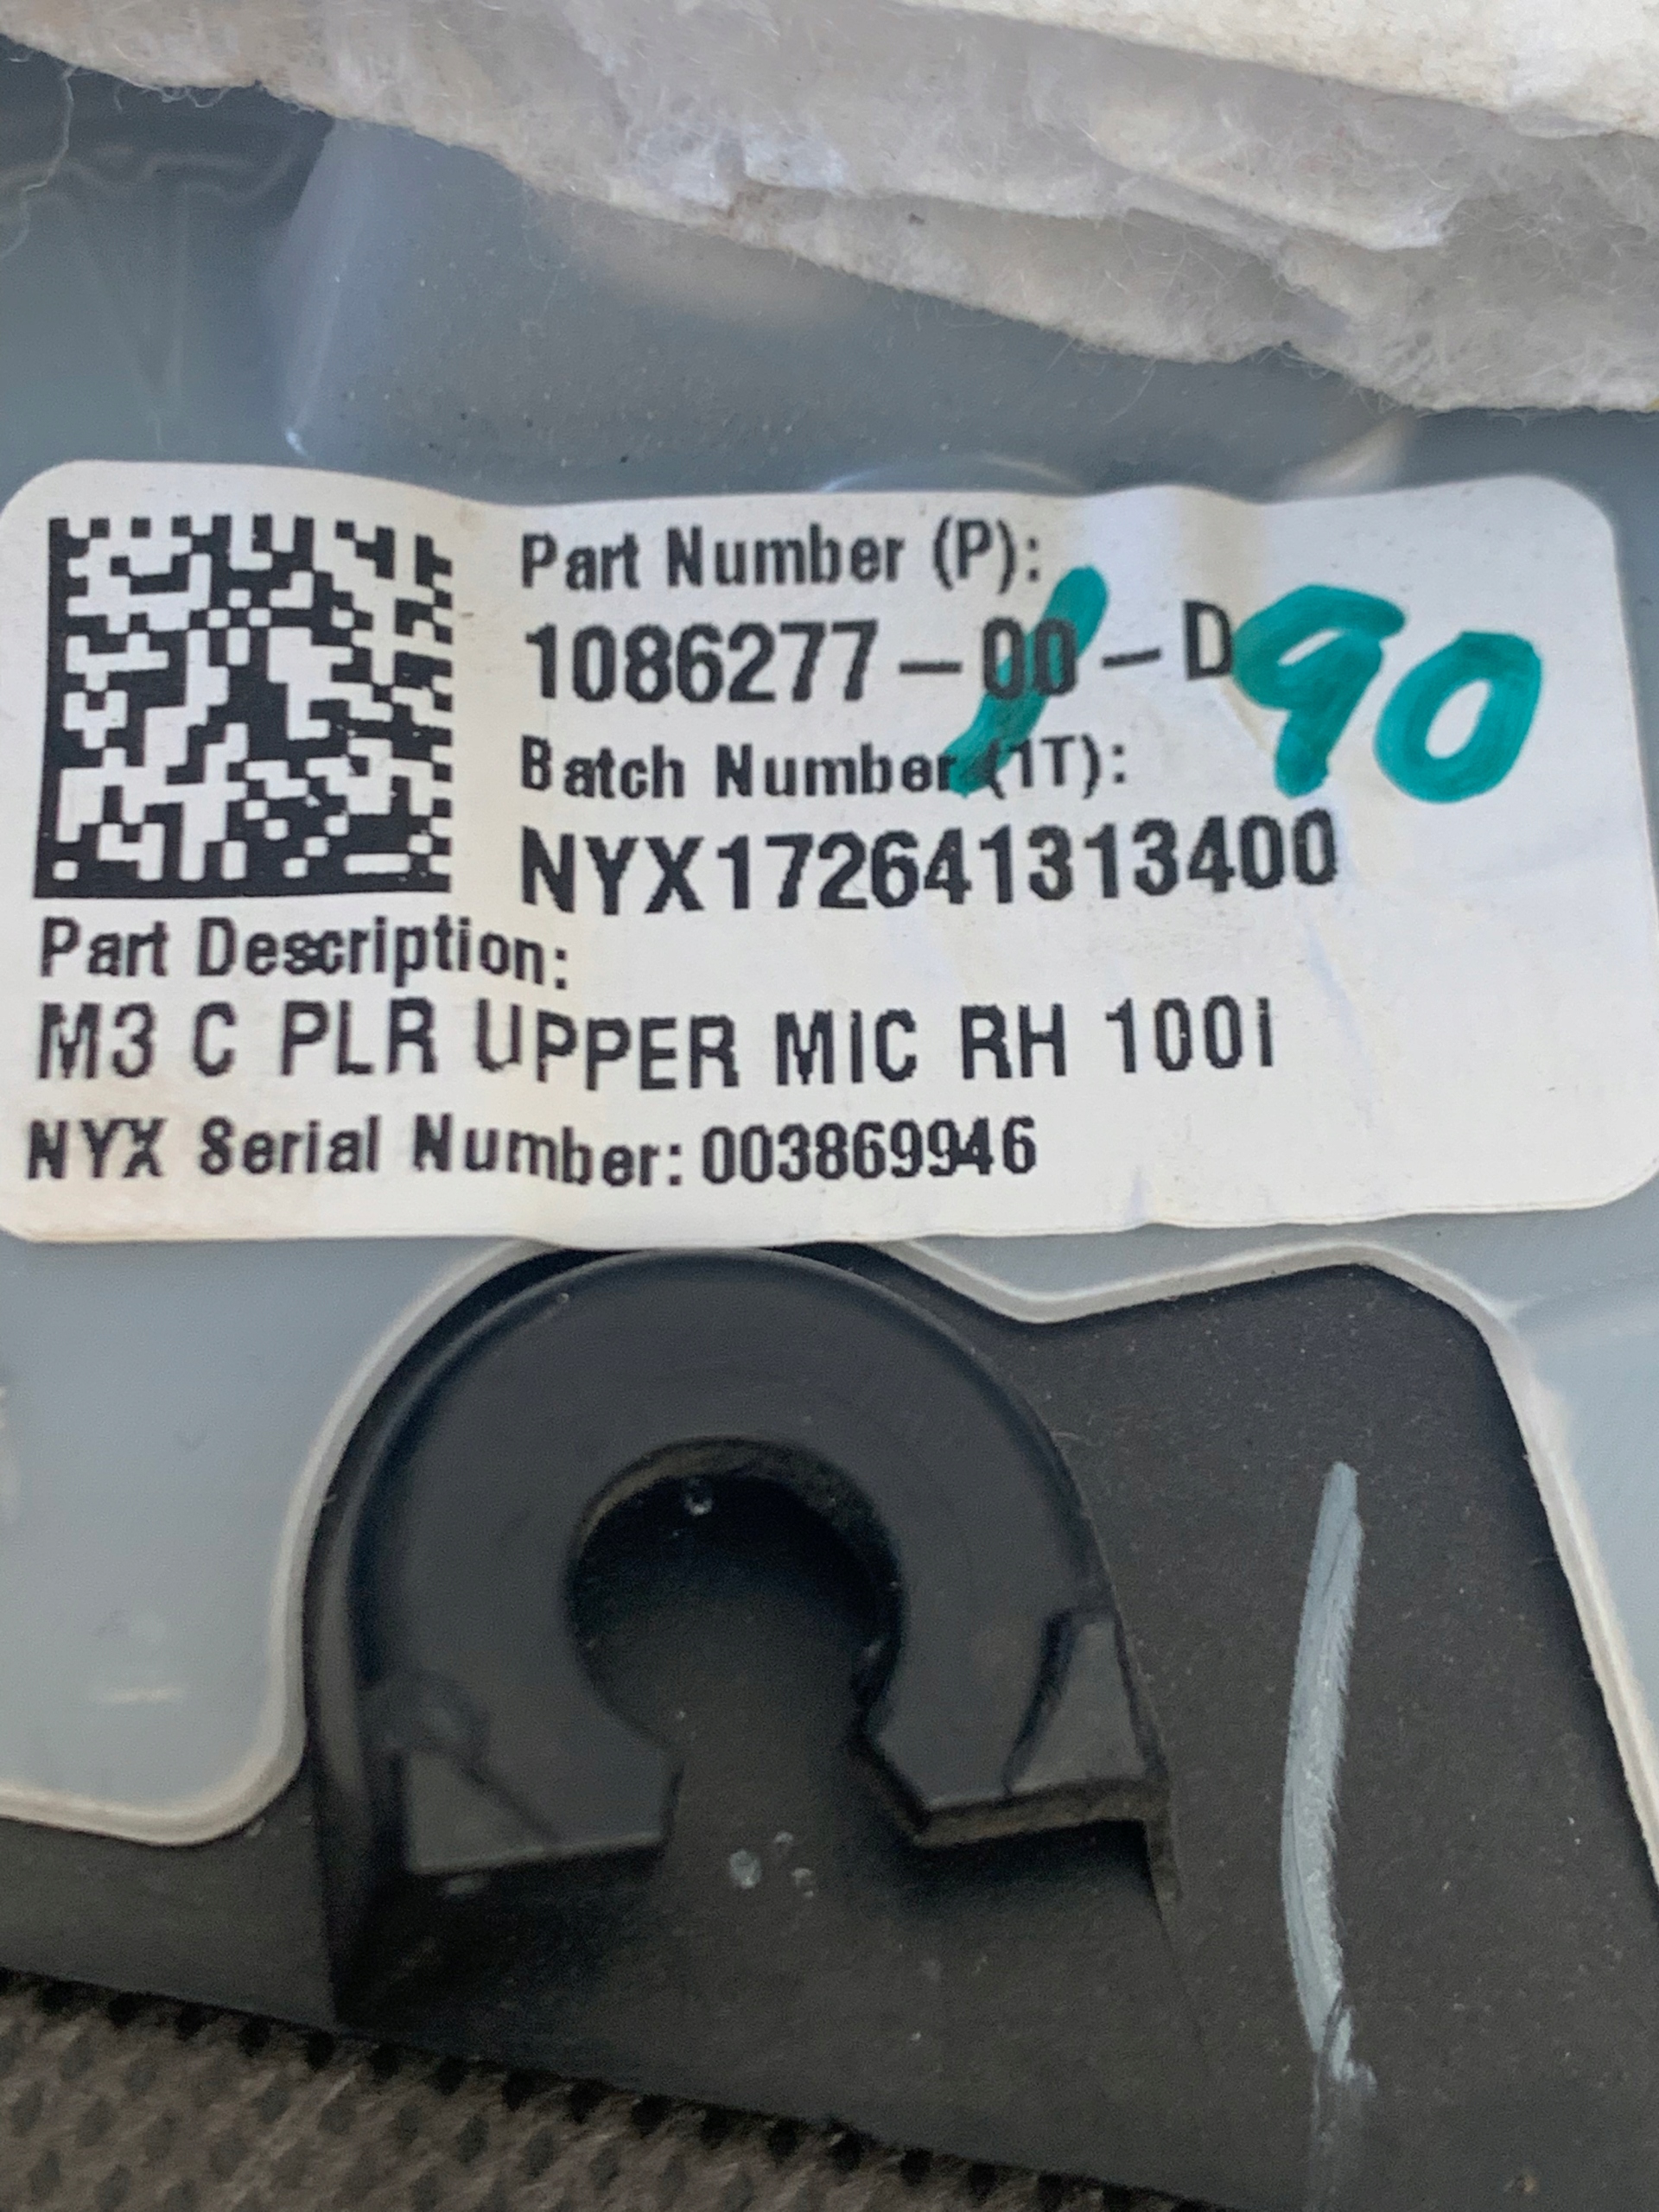 Part Number (P):
1086277-00-D
90
Batch Number (1T):
NYX172641313400
Part Description:
M3 C PLR UPPER MIC RH 100i
NYX Serial Number: 003869946